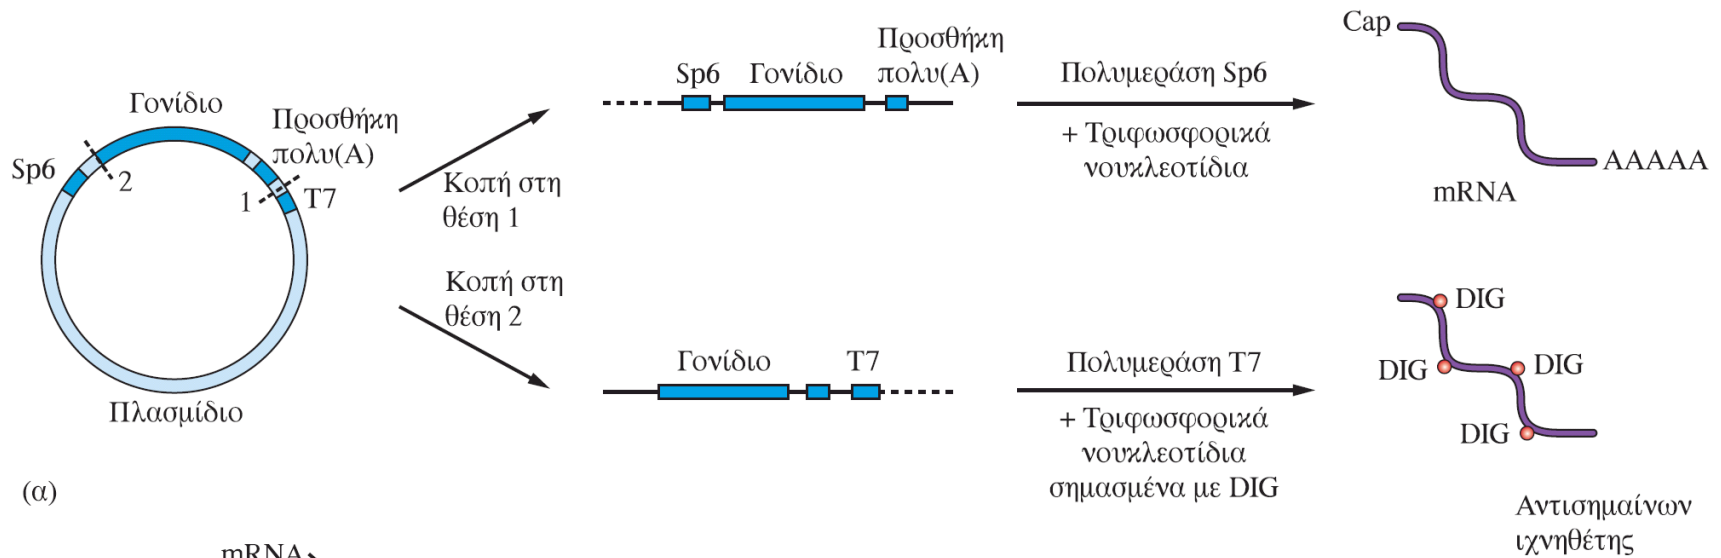 Γονίδιο
Προσθήκη
πολυ(A)
Sp6
2
1
T7
Πλασμίδιο
Κοπή στη
θέση 1
Κοπή στη
θέση 2
Προσθήκη
πολυ(A)
Sp6 Γονίδιο
Πολυμεράση Sp6
+ Τριφωσφορικά
νουκλεοτίδια
Cap
AAAAA
mRNA
Γονίδιο T7
Πολυμεράση T7
+ Τριφωσφορικά
νουκλεοτίδια
σημασμένα με DIG
DIG
DIG
DIG
DIG
Αντισημαίνων
ιχνηθέτης
(α)
mRNA